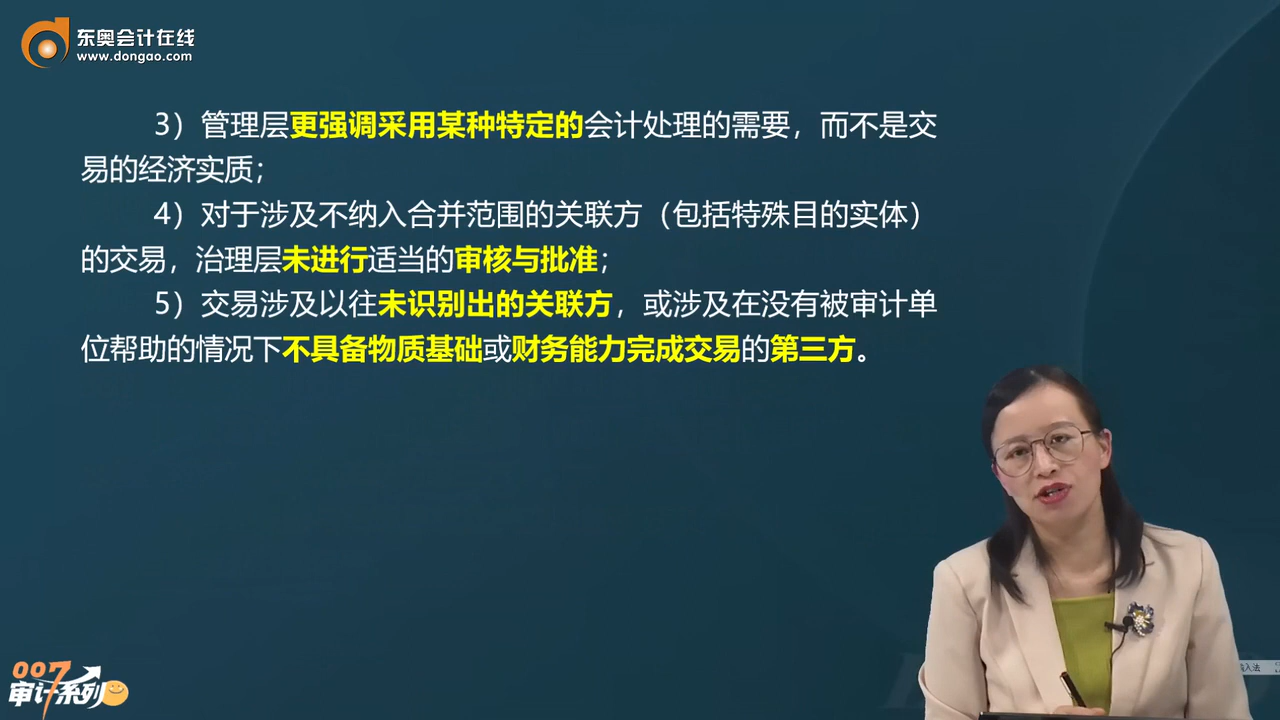 东奥会计在线
www.dongao.com
3）管理层更强调采用某种特定的会计处理的需要，而不是交
易的经济实质；
4）对于涉及不纳入合并范围的关联方（包括特殊目的实体）
的交易，治理层未进行适当的审核与批准；
5）交易涉及以往未识别出的关联方，或涉及在没有被审计单
位帮助的情况下不具备物质基础或财务能力完成交易的第三方。
007
审计系列
入法